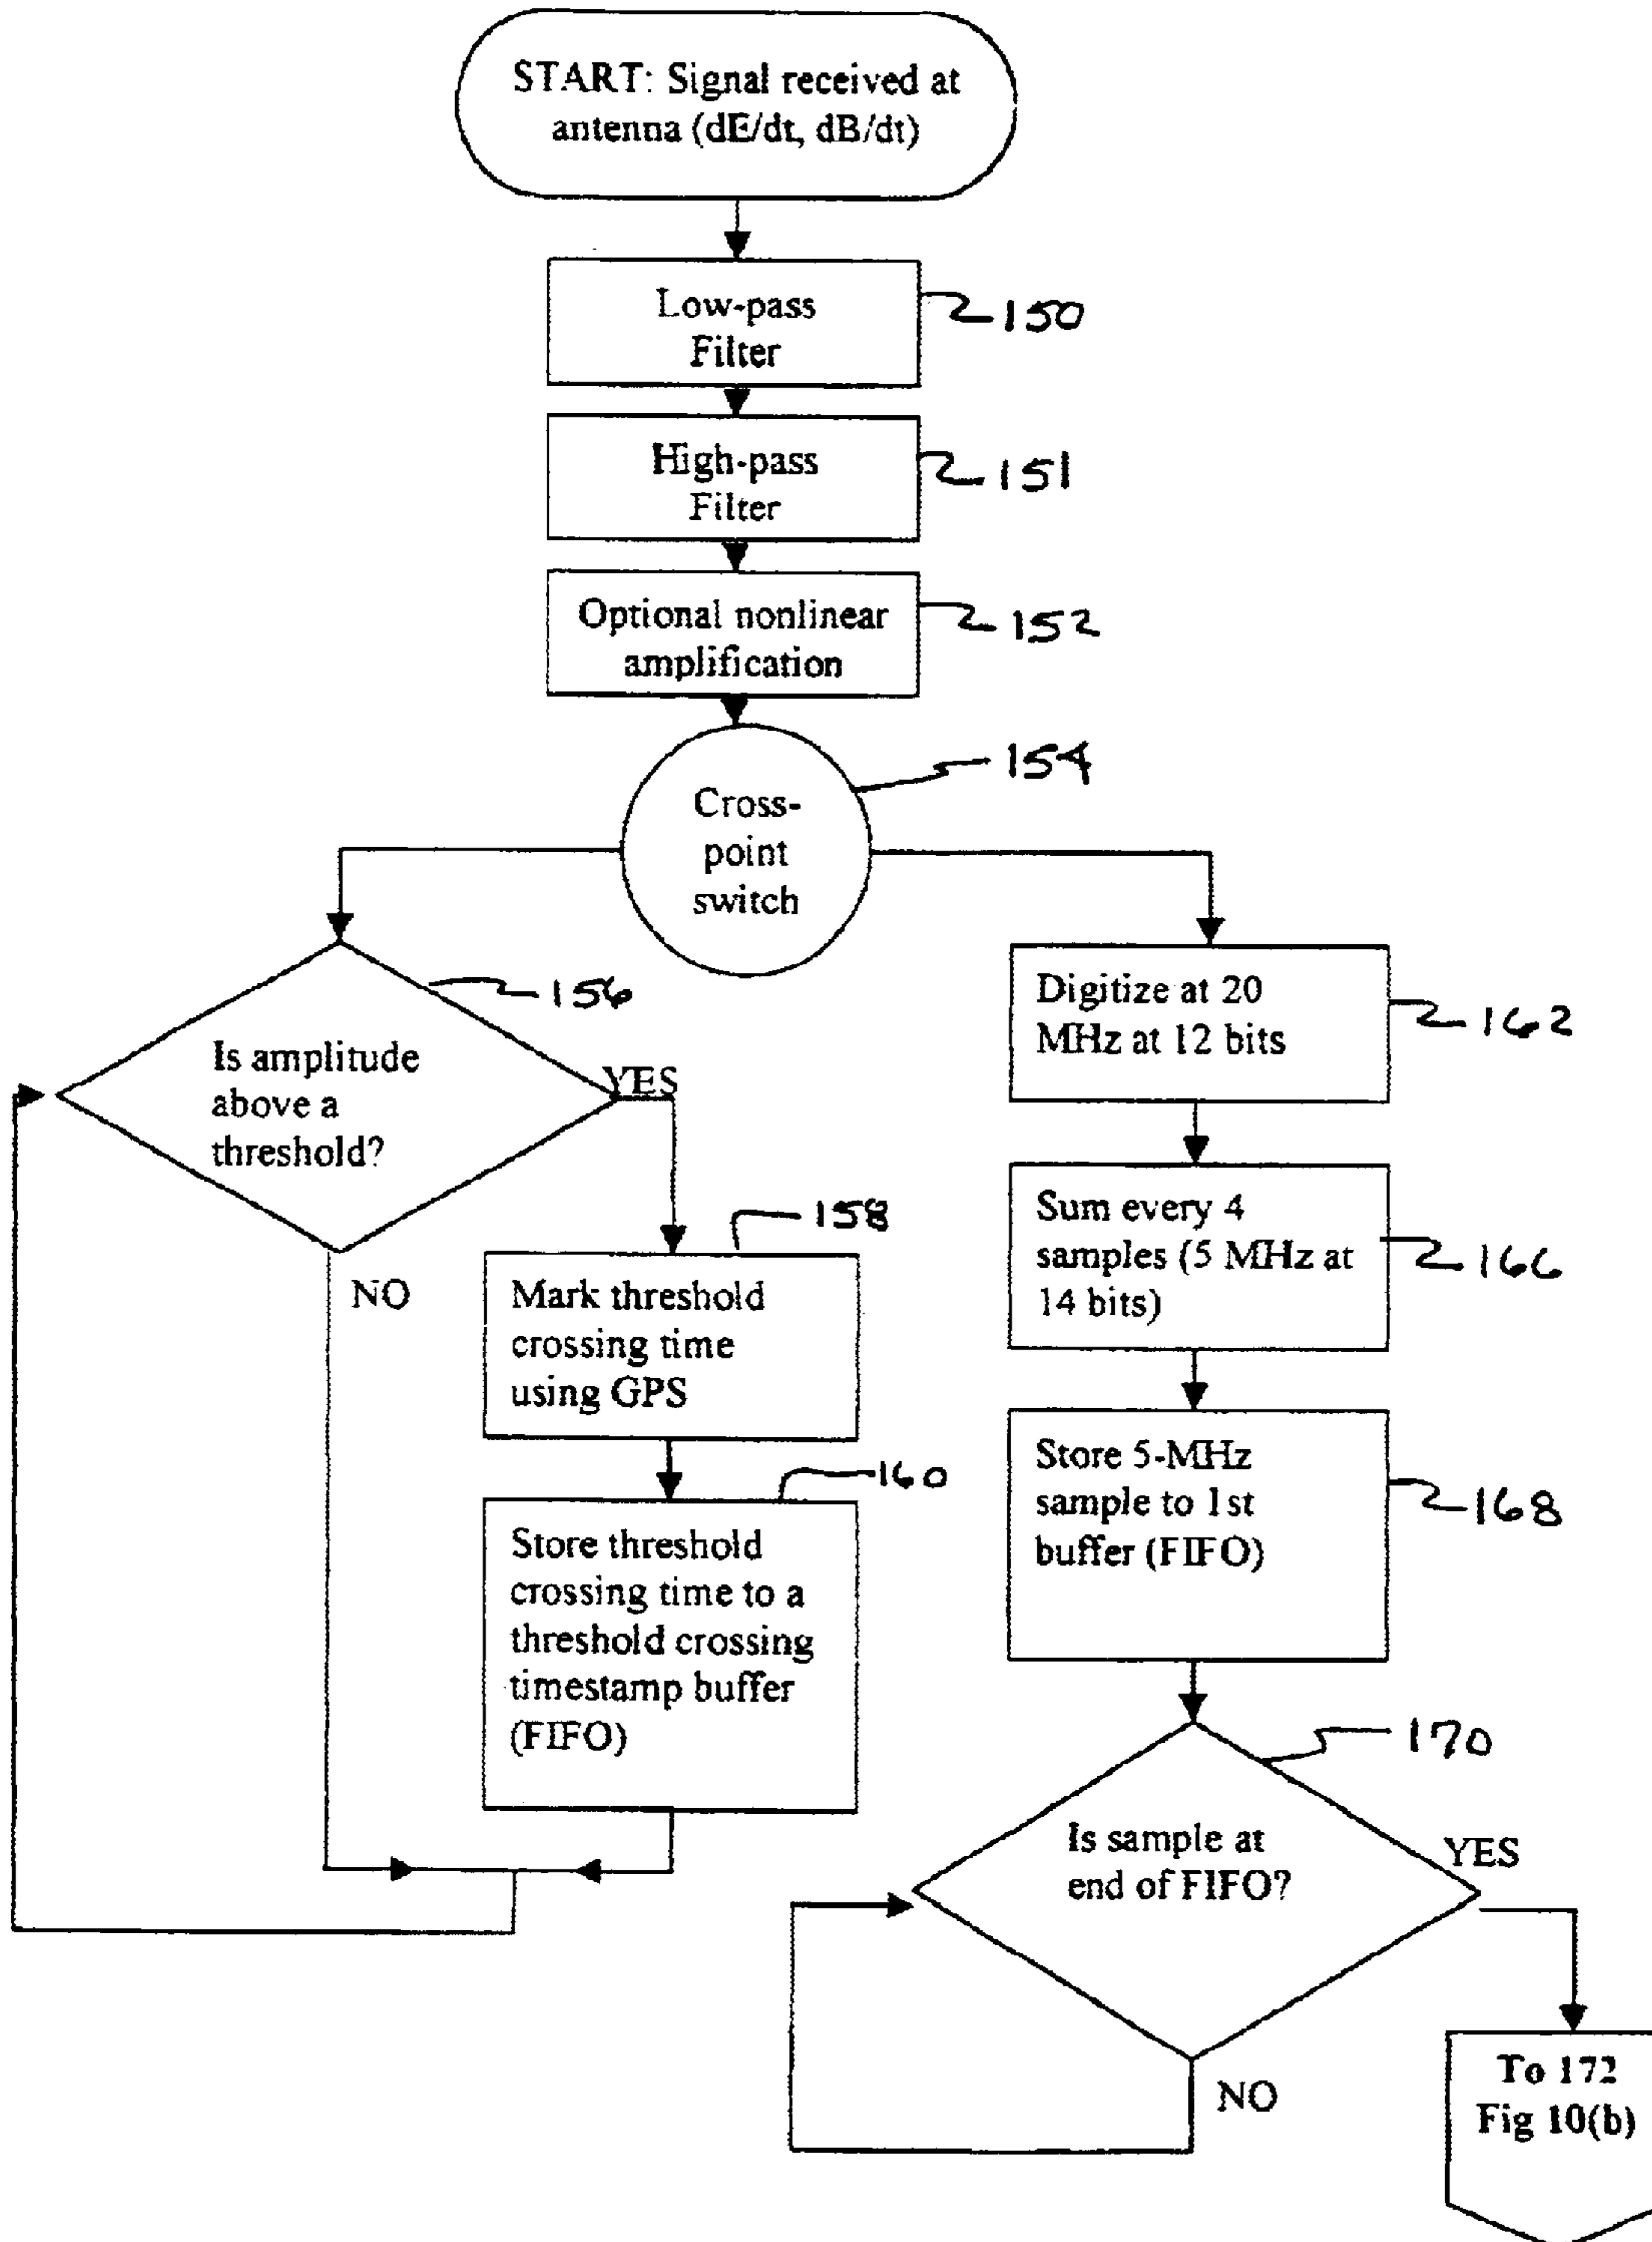 START: Signal received at
antenna (dE/dt, dB/dt)
Low-pass
Filter
150
High-pass
Filter
151
Optional nonlinear
amplification
152
Cross-
point
switch
154
Is amplitude
above a
threshold?
156
YES
NO
Mark threshold
crossing time
using GPS
158
Store threshold
crossing time to a
threshold crossing
timestamp buffer
(FIFO)
160
Digitize at 20
MHz at 12 bits
162
Sum every 4
samples (5 MHz at
14 bits)
166
Store 5-MHz
sample to 1st
buffer (FIFO)
168
Is sample at
end of FIFO?
170
YES
NO
To 172
Fig 10(b)